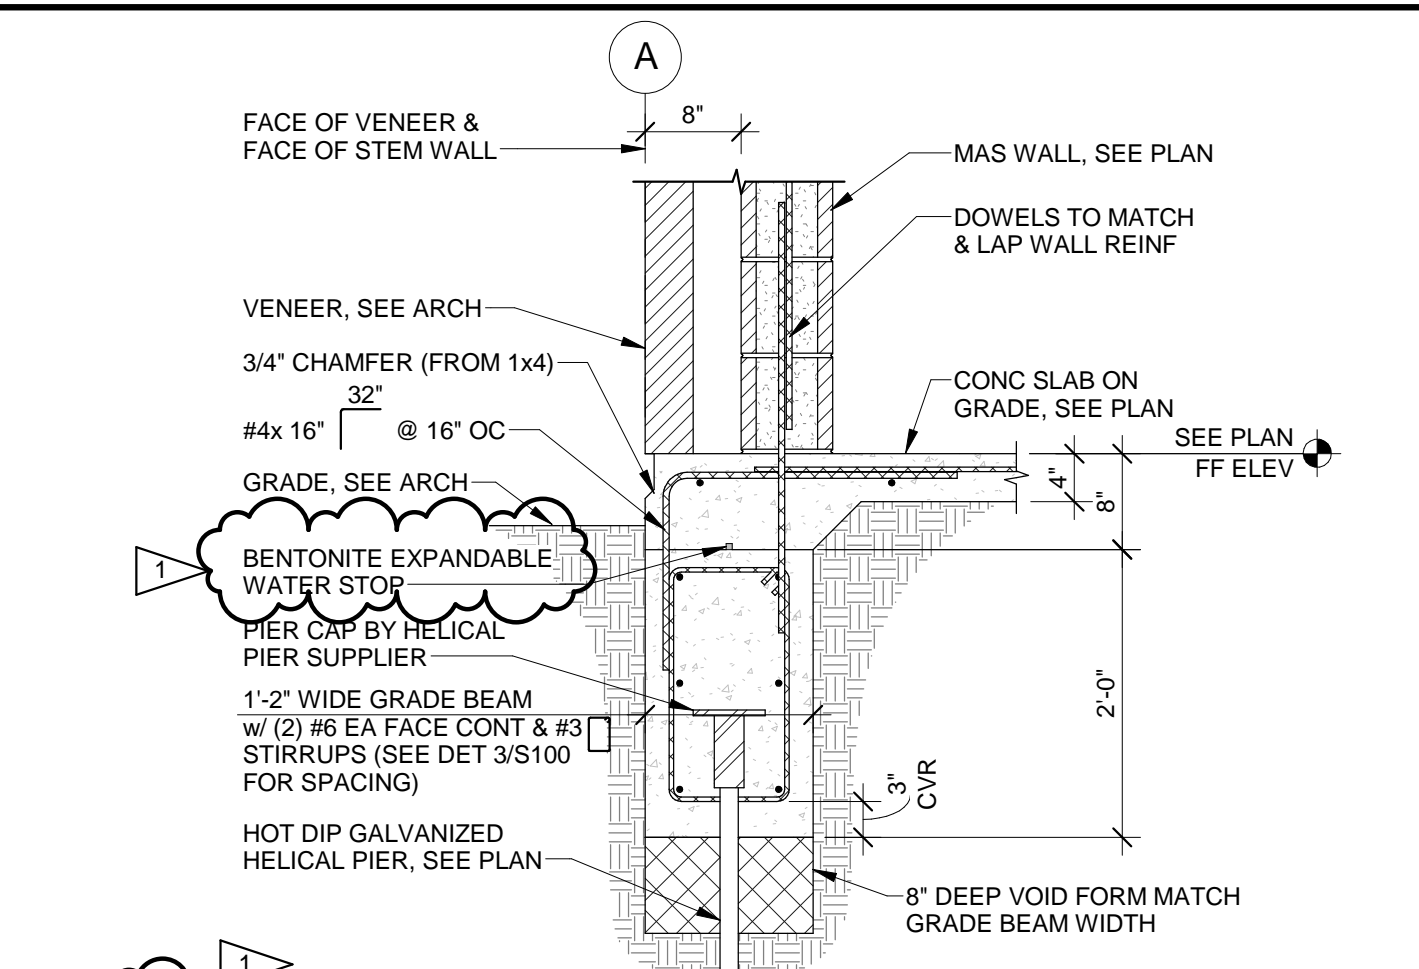 A
8"
FACE OF VENEER &
FACE OF STEM WALL
MAS WALL, SEE PLAN
DOWELS TO MATCH
& LAP WALL REINF
VENEER, SEE ARCH
3/4" CHAMFER (FROM 1x4)
32"
#4x 16" @ 16" OC
CONC SLAB ON
GRADE, SEE PLAN
SEE PLAN
FF ELEV
4"
8"
GRADE, SEE ARCH
1
BENTONITE EXPANDABLE
WATER STOP
PIER CAP BY HELICAL
PIER SUPPLIER
1'-2" WIDE GRADE BEAM
w/ (2) #6 EA FACE CONT & #3
STIRRUPS (SEE DET 3/S100
FOR SPACING)
2'-0"
3"
CVR
HOT DIP GALVANIZED
HELICAL PIER, SEE PLAN
8" DEEP VOID FORM MATCH
GRADE BEAM WIDTH
1